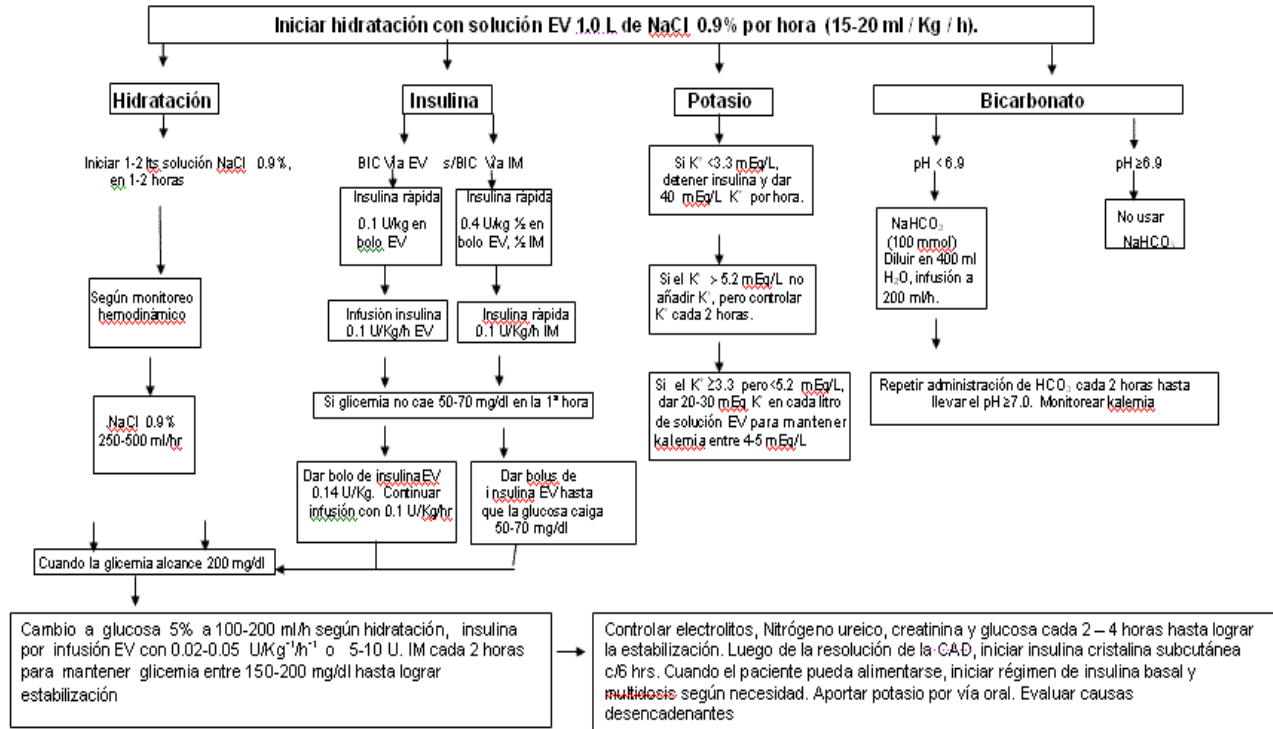 Iniciar hidratación con solución EV 1.0 L de NaCl 0.9% por hora (15-20 ml / Kg / h).
Hidratación
Iniciar 1-2 lts solución NaCl 0.9%,
en 1-2 horas
Según monitoreo
hemodinámico
NaCl 0.9%
250-500 ml/hr
Insulina
BIC Vía EV s/BIC Vía IM
Insulina rápida
0.1 U/kg en
bolo EV
Insulina rápida
0.4 U/kg ½ en
bolo EV, ½ IM
Infusión insulina
0.1 U/Kg/h EV
Insulina rápida
0.1 U/Kg/h IM
Si glicemia no cae 50-70 mg/dl en la 1ª hora
Dar bolo de insulina EV
0.14 U/Kg. Continuar
infusión con 0.1 U/Kg/hr
Dar bolus de
insulina EV hasta
que la glucosa caiga
50-70 mg/dl
Potasio
Si K⁺ <3.3 mEq/L,
detener insulina y dar
40 mEq/L K⁺ por hora.
Si el K⁺ > 5.2 mEq/L no
añadir K⁺, pero controlar
K⁺ cada 2 horas.
Si el K⁺ ≥3.3 pero<5.2 mEq/L,
dar 20-30 mEq K⁺ en cada litro
de solución EV para mantener
kalemia entre 4-5 mEq/L
Bicarbonato
pH < 6.9
NaHCO₃
(100 mmol)
Diluir en 400 ml
H₂O, infusión a
200 ml/h.
pH ≥6.9
No usar
NaHCO₃
Repetir administración de HCO₃ cada 2 horas hasta
llevar el pH ≥7.0. Monitorear kalemia
Cuando la glicemia alcance 200 mg/dl
Cambio a glucosa 5% a 100-200 ml/h según hidratación, insulina
por infusión EV con 0.02-0.05 U/Kg⁻¹/h⁻¹ o 5-10 U. IM cada 2 horas
para mantener glicemia entre 150-200 mg/dl hasta lograr
estabilización
Controlar electrolitos, Nitrógeno ureico, creatinina y glucosa cada 2 – 4 horas hasta lograr
la estabilización. Luego de la resolución de la CAD, iniciar insulina cristalina subcutánea
c/6 hrs. Cuando el paciente pueda alimentarse, iniciar régimen de insulina basal y
multidosis según necesidad. Aportar potasio por vía oral. Evaluar causas
desencadenantes